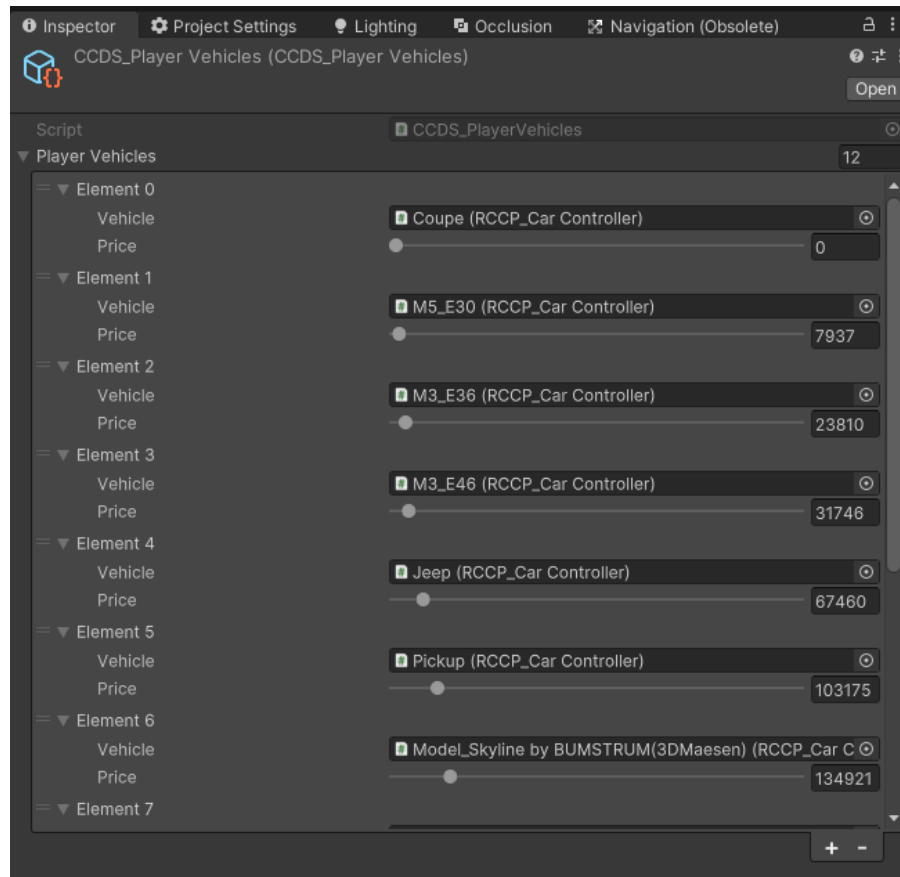 Inspector Project Settings Lighting Occlusion Navigation (Obsolete)
CCDS_Player Vehicles (CCDS_Player Vehicles)
Open
Script CCDS_PlayerVehicles
Player Vehicles 12
Element 0
Vehicle Coupe (RCCP_Car Controller)
Price 0
Element 1
Vehicle M5_E30 (RCCP_Car Controller)
Price 7937
Element 2
Vehicle M3_E36 (RCCP_Car Controller)
Price 23810
Element 3
Vehicle M3_E46 (RCCP_Car Controller)
Price 31746
Element 4
Vehicle Jeep (RCCP_Car Controller)
Price 67460
Element 5
Vehicle Pickup (RCCP_Car Controller)
Price 103175
Element 6
Vehicle Model_Skyline by BUMSTRUM(3DMaesen) (RCCP_Car C
Price 134921
Element 7
+ -